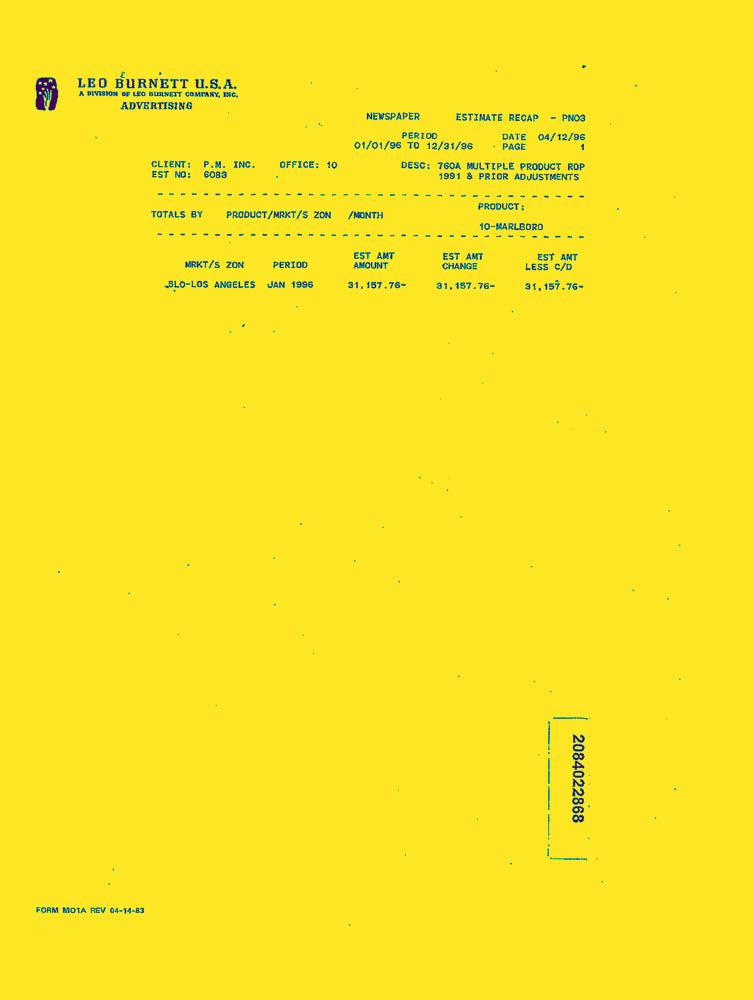 LEO BURNETT U.S.A.
A DIVISION OF LEO BURNETT COMPANY, INC.
ADVERTISING
NEWSPAPER ESTIMATE RECAP - PNO3
PERIOD DATE 04/12/96
01/01/96 TO 12/31/96 PAGE 1
CLIENT: P.M. INC. OFFICE: 10 DESC: 760A MULTIPLE PRODUCT ROP
EST NO: 6083 1991 & PRIOR ADJUSTMENTS
PRODUCT:
TOTALS BY PRODUCT/MRKT/S ZON /MONTH
10-MARLBORO
EST AMT EST AMT EST AMT
MRKT/S ZON PERIOD AMOUNT CHANGE LESS C/D
SLO-LOS ANGELES JAN 1996 31,157.76- 31,157.76- 31,157.76-
2084022868
FORM MO1A REV 04-14-83